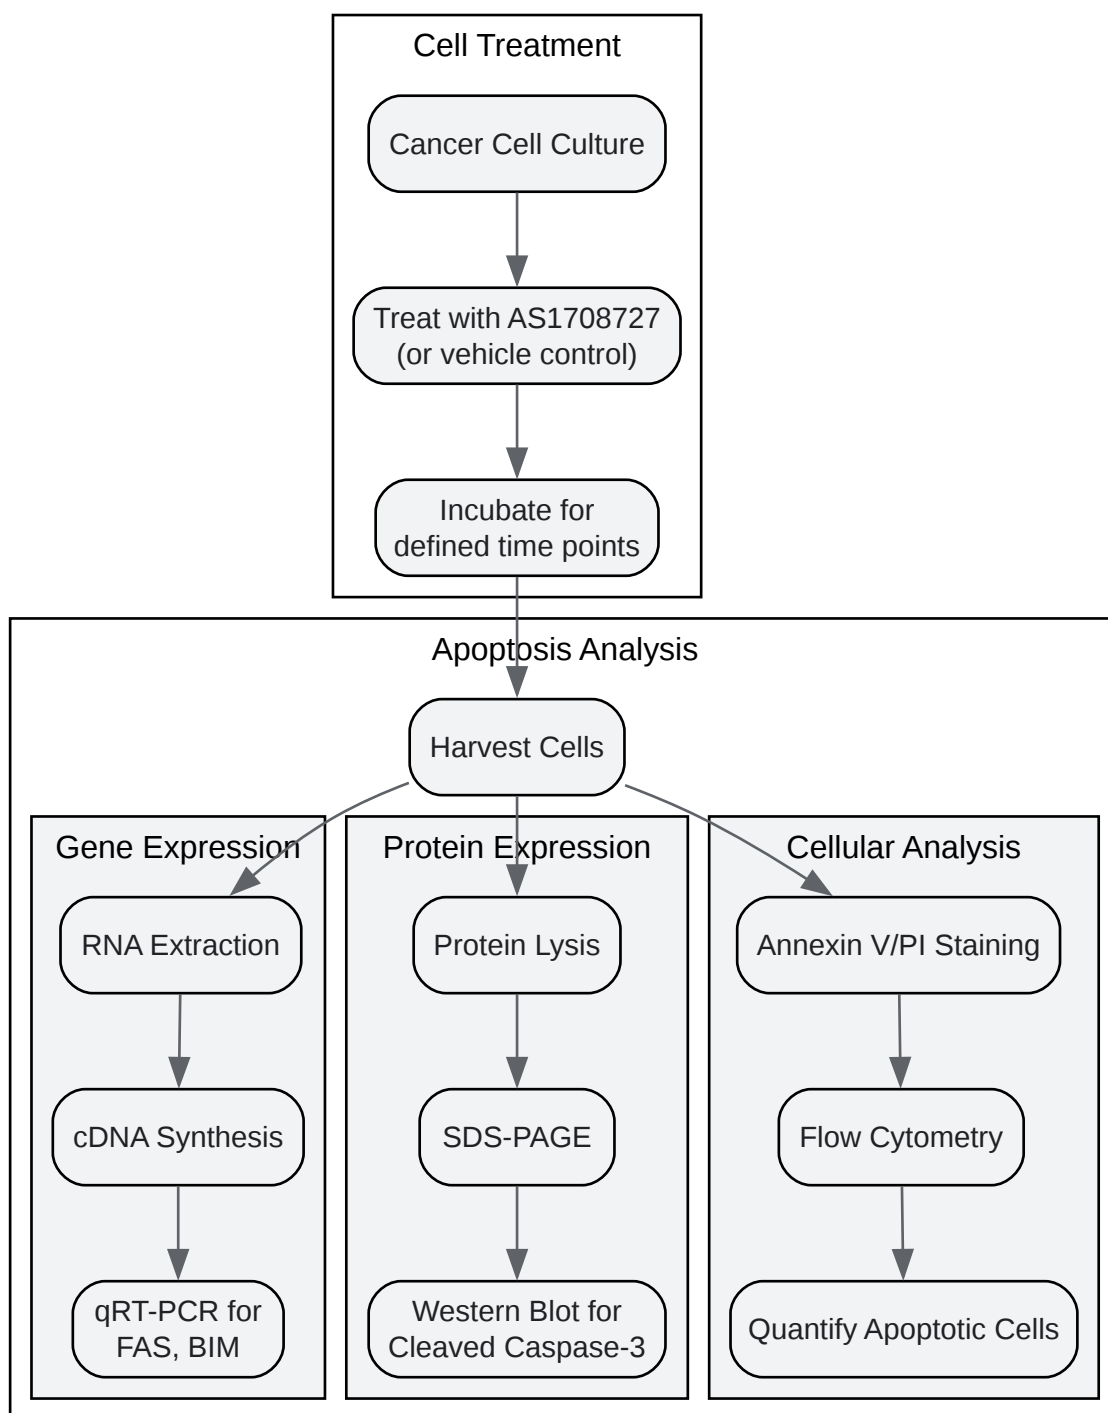 Cell Treatment
Cancer Cell Culture
Treat with AS1708727
(or vehicle control)
Incubate for
defined time points
Apoptosis Analysis
Harvest Cells
Gene Expression
RNA Extraction
cDNA Synthesis
qRT-PCR for
FAS, BIM
Protein Expression
Protein Lysis
SDS-PAGE
Western Blot for
Cleaved Caspase-3
Cellular Analysis
Annexin V/PI Staining
Flow Cytometry
Quantify Apoptotic Cells